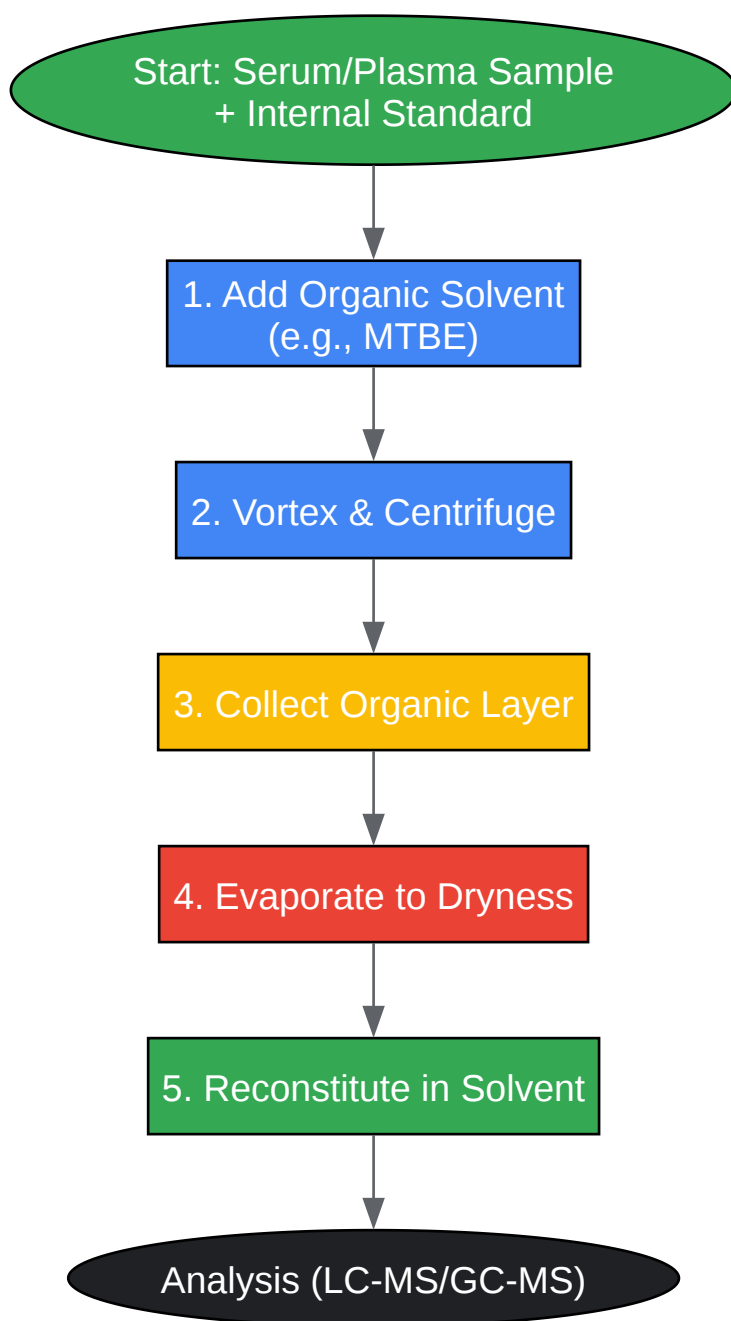 Start: Serum/Plasma Sample
+ Internal Standard
1. Add Organic Solvent
(e.g., MTBE)
2. Vortex & Centrifuge
3. Collect Organic Layer
4. Evaporate to Dryness
5. Reconstitute in Solvent
Analysis (LC-MS/GC-MS)